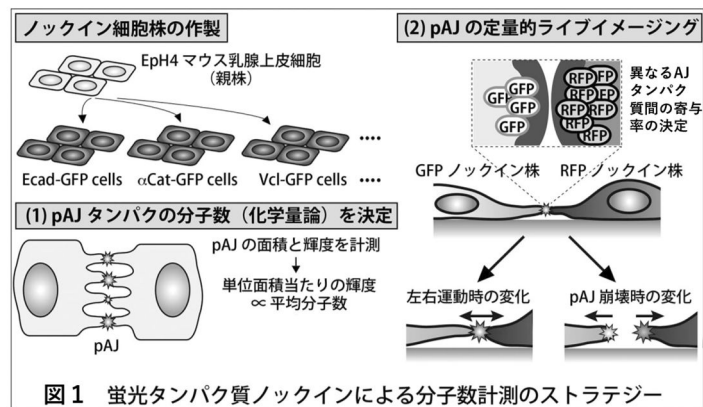 ノックイン細胞株の作製
EpH4 マウス乳腺上皮細胞
(親株)
Ecad-GFP cells
αCat-GFP cells
Vcl-GFP cells
(1) pAJ タンパクの分子数（化学量論）を決定
pAJ
pAJ の面積と輝度を計測
↓
単位面積当たりの輝度
∝ 平均分子数
(2) pAJ の定量的ライブイメージング
GFP
GFP
GFP
GFP
RFP
RFP
RFP
RFP
RFP
異なるAJ
タンパク
質間の寄与
率の決定
GFP ノックイン株
RFP ノックイン株
左右運動時の変化
pAJ 崩壊時の変化
図1 蛍光タンパク質ノックインによる分子数計測のストラテジー